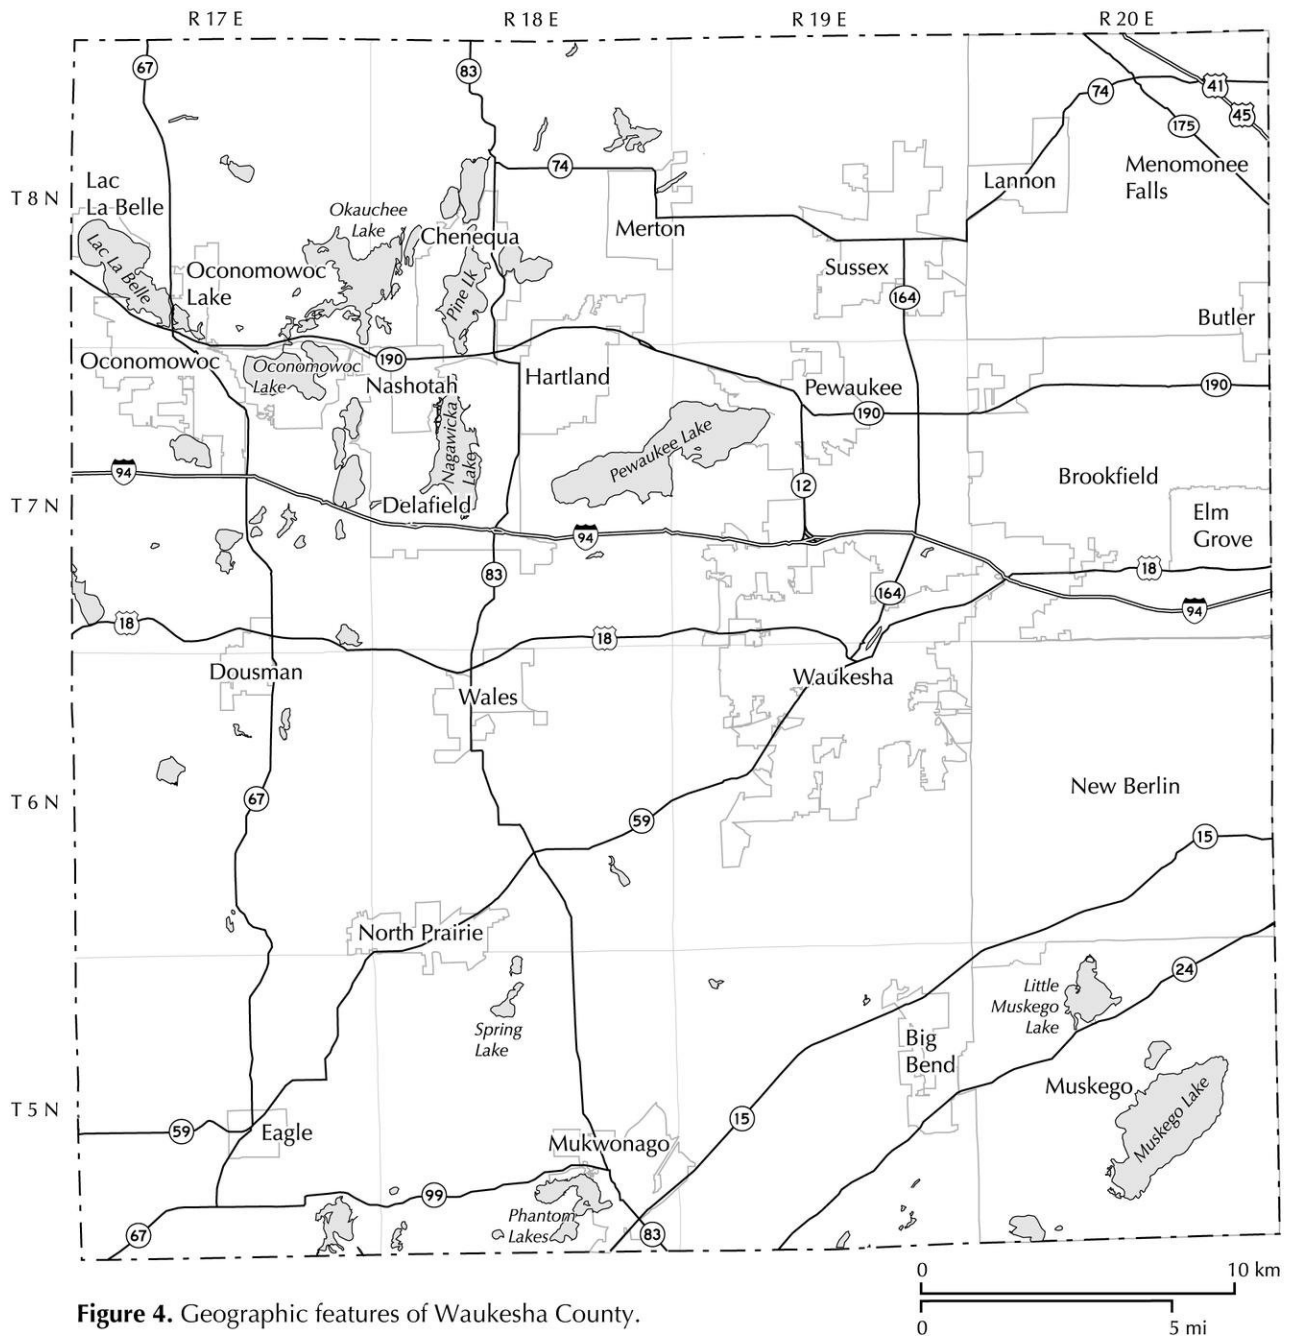 R 17 E
R 18 E
R 19 E
R 20 E
67
83
74
41
45
175
74
Menomonee
Falls
Lannon
T 8 N
Lac
La Belle
Okauchee
Lake
Chenequa
Merton
Lac La Belle
Oconomowoc
Lake
Pine Lk
Sussex
164
Butler
Oconomowoc
Oconomowoc
Lake
190
Nashotah
Hartland
Pewaukee
190
190
Nagawicka
Lake
Pewaukee Lake
94
12
Brookfield
T 7 N
Delafield
Elm
Grove
94
83
18
164
94
18
18
Dousman
Wales
Waukesha
T 6 N
67
59
New Berlin
15
North Prairie
24
Little
Muskego
Lake
Spring
Lake
Big
Bend
Muskego
Muskego Lake
T 5 N
59
Eagle
15
Mukwonago
99
Phantom
Lakes
67
83
0
10 km
0
5 mi
Figure 4. Geographic features of Waukesha County.